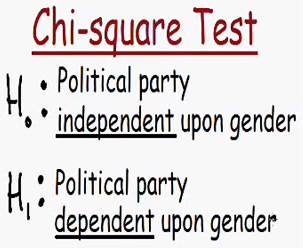 Chi-square Test
H₀: Political party
independent upon gender
H₁: Political party
dependent upon gender